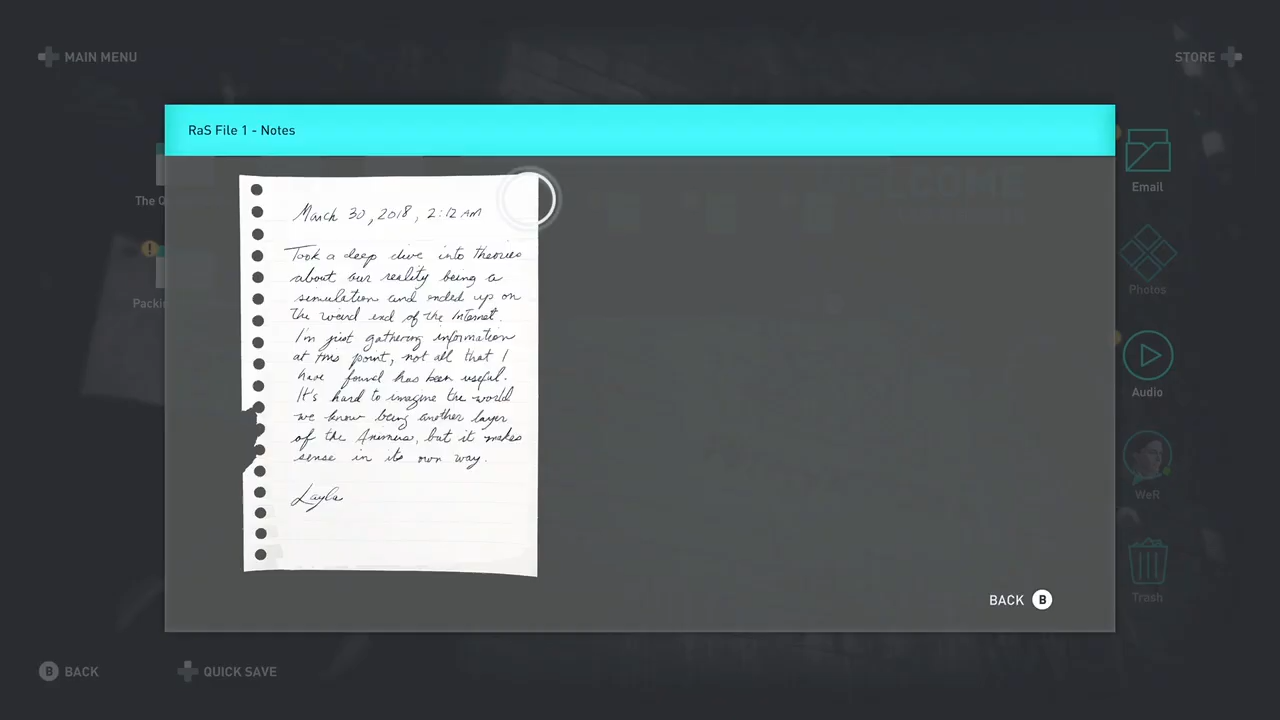 MAIN MENU
STORE
RaS File 1 - Notes
WELCOME
Email
The Q
March 30, 2018, 2:12 AM
Took a deep dive into theories
about our reality being a
simulation and ended up on
the weird end of the Internet.
I'm just gathering information
at this point, not all that I
have found has been useful.
It's hard to imagine the world
we know being another layer
of the Animus, but it makes
sense in its own way.
Layla
Packi
Photos
Audio
WeR
Trash
BACK B
B BACK
QUICK SAVE